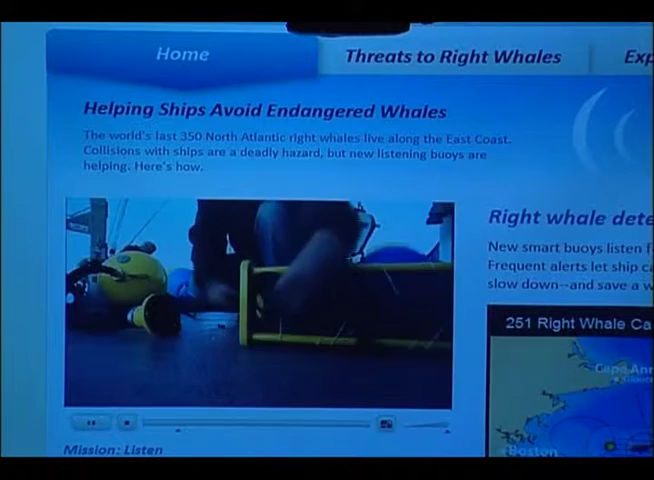 Home
Threats to Right Whales
Exp
Helping Ships Avoid Endangered Whales
The world's last 350 North Atlantic right whales live along the East Coast.
Collisions with ships are a deadly hazard, but new listening buoys are
helping. Here's how.
Right whale dete
New smart buoys listen f
Frequent alerts let ship ca
slow down--and save a w
251 Right Whale Ca
Cape Ann
Glouce
Boston
Mission: Listen